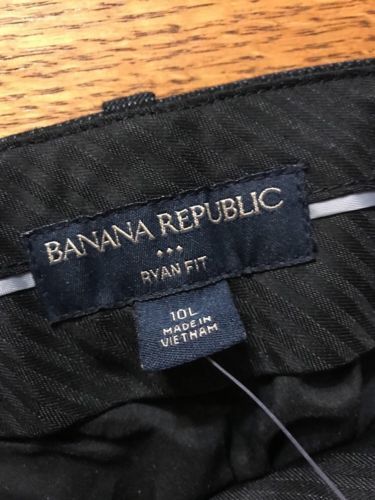 BANANA REPUBLIC
RYAN FIT
10L
MADE IN
VIETNAM